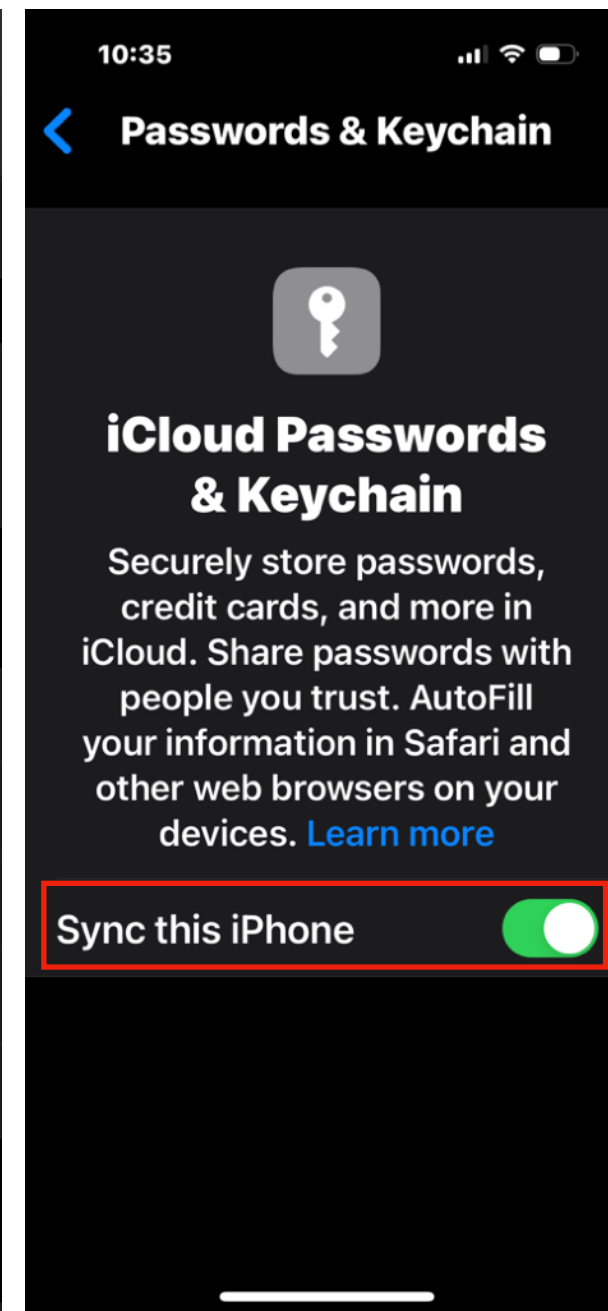 10:35
Passwords & Keychain
iCloud Passwords
& Keychain
Securely store passwords,
credit cards, and more in
iCloud. Share passwords with
people you trust. AutoFill
your information in Safari and
other web browsers on your
devices. Learn more
Sync this iPhone